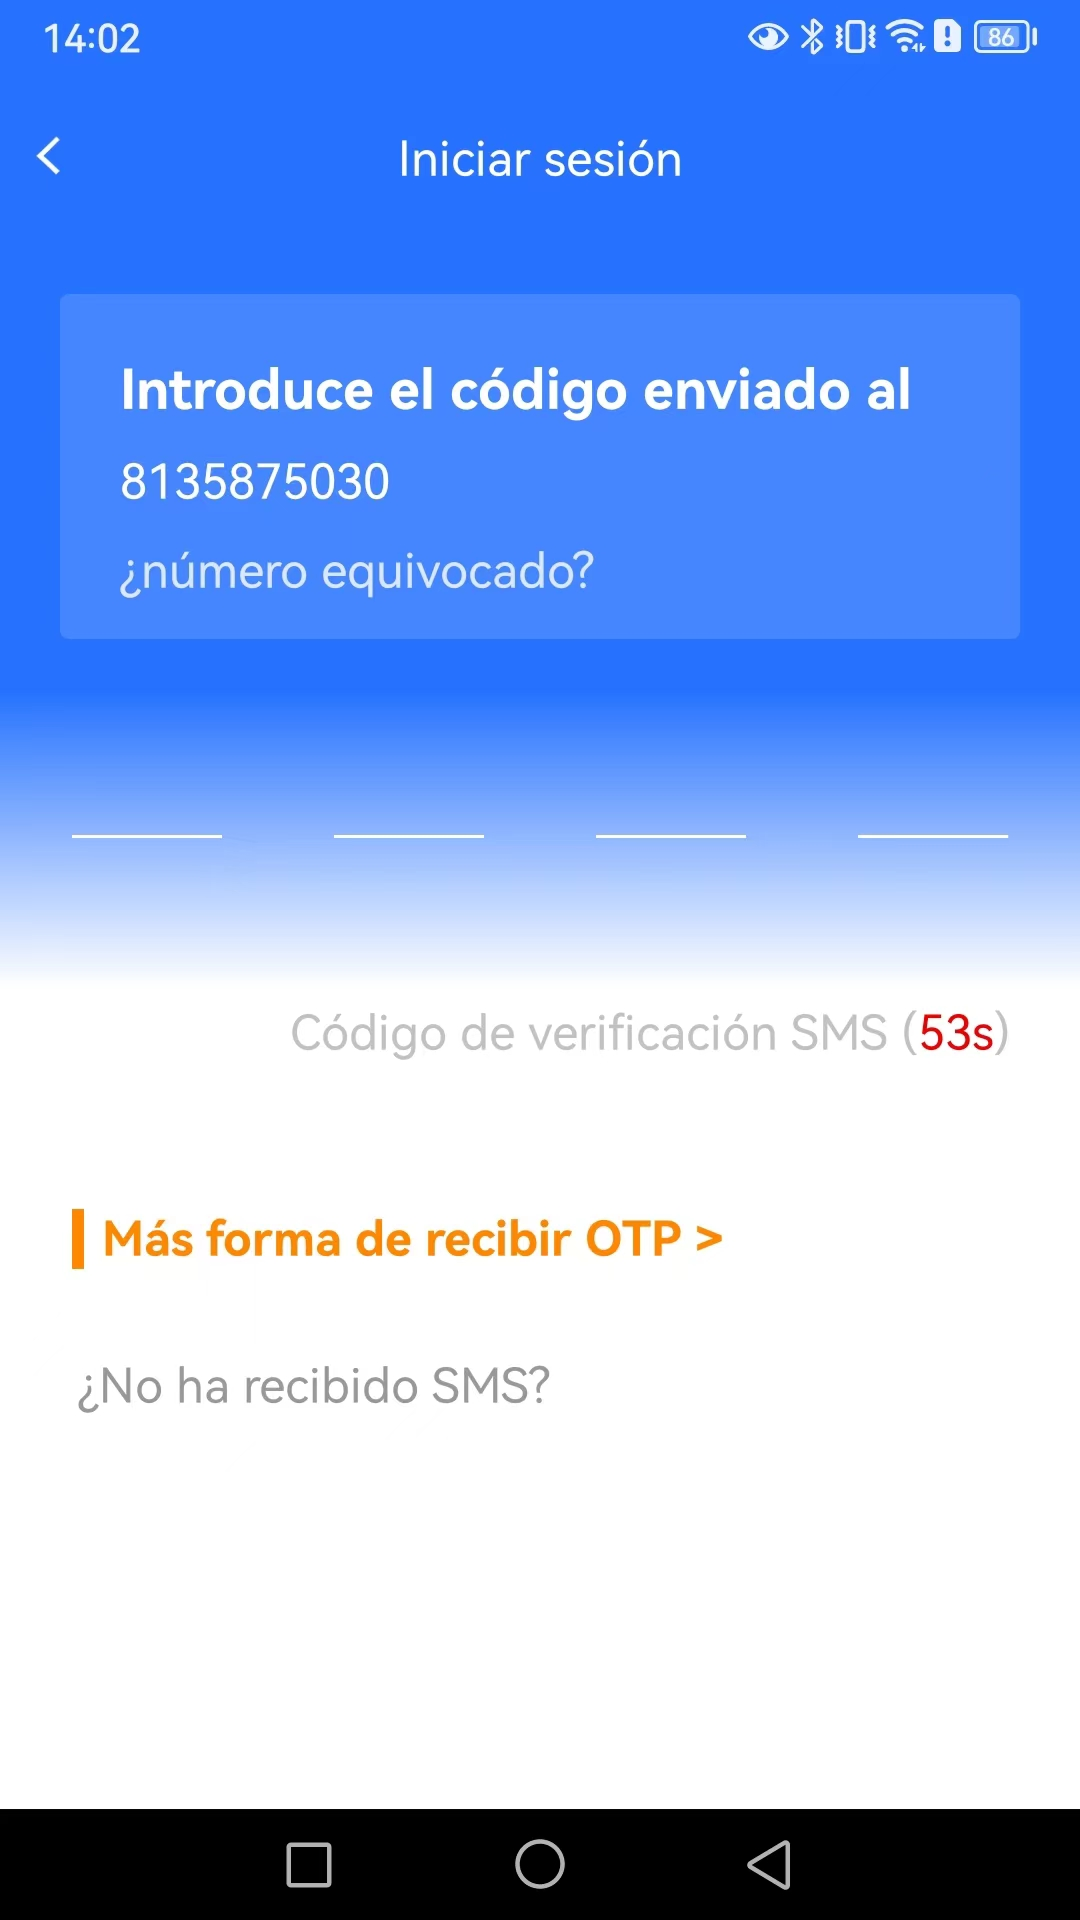 14:02
86
Iniciar sesión
Introduce el código enviado al
8135875030
¿número equivocado?
Código de verificación SMS (53s)
Más forma de recibir OTP >
¿No ha recibido SMS?